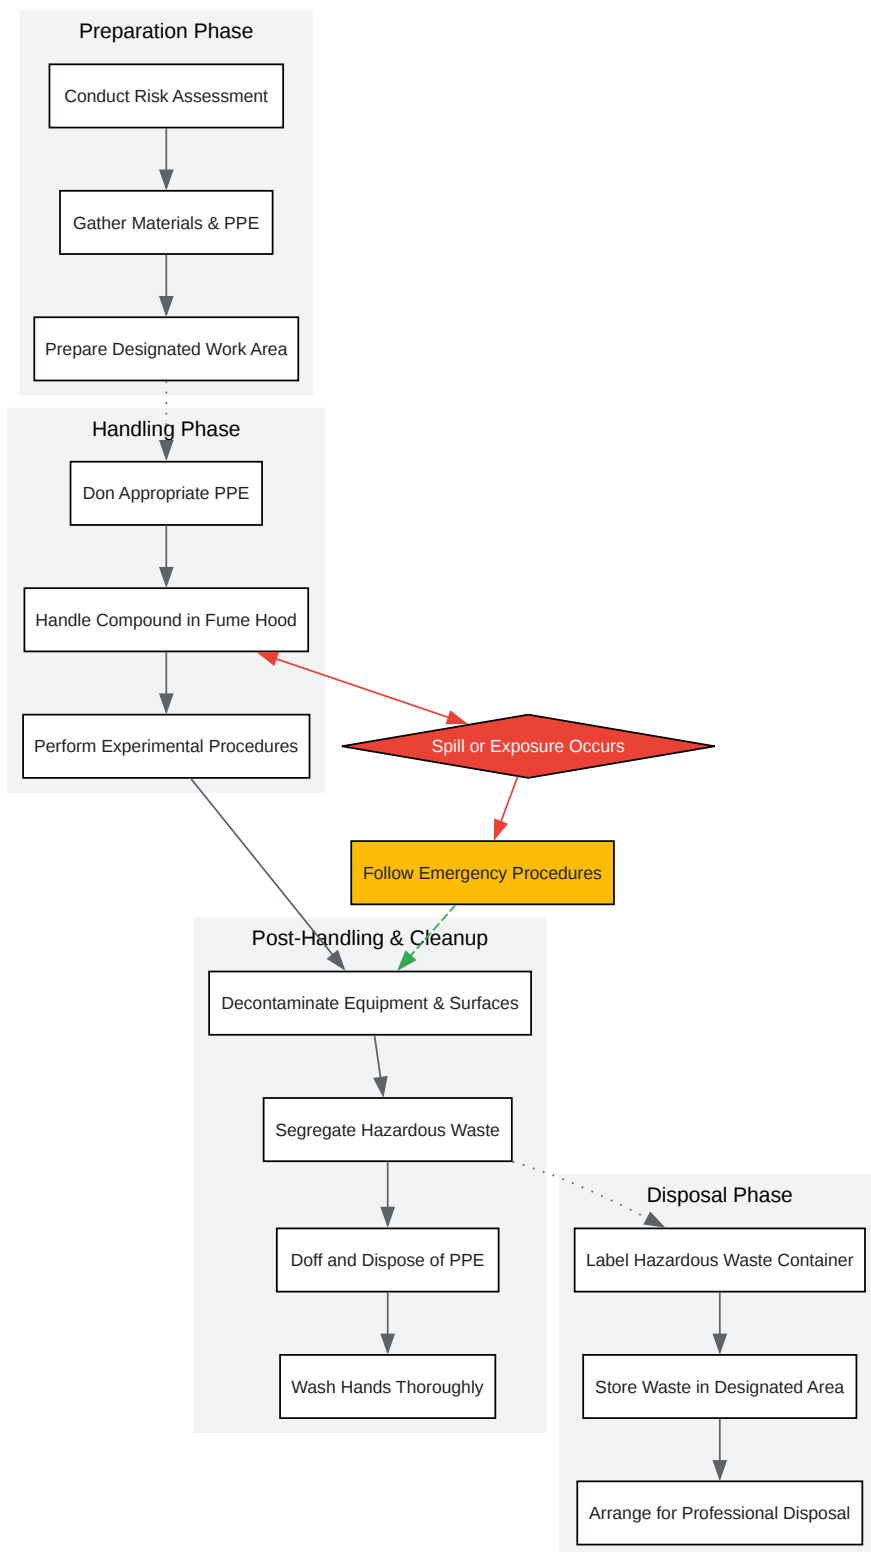 Preparation Phase
Conduct Risk Assessment
Gather Materials & PPE
Prepare Designated Work Area
Handling Phase
Don Appropriate PPE
Handle Compound in Fume Hood
Perform Experimental Procedures
Spill or Exposure Occurs
Follow Emergency Procedures
Post-Handling & Cleanup
Decontaminate Equipment & Surfaces
Segregate Hazardous Waste
Doff and Dispose of PPE
Wash Hands Thoroughly
Disposal Phase
Label Hazardous Waste Container
Store Waste in Designated Area
Arrange for Professional Disposal